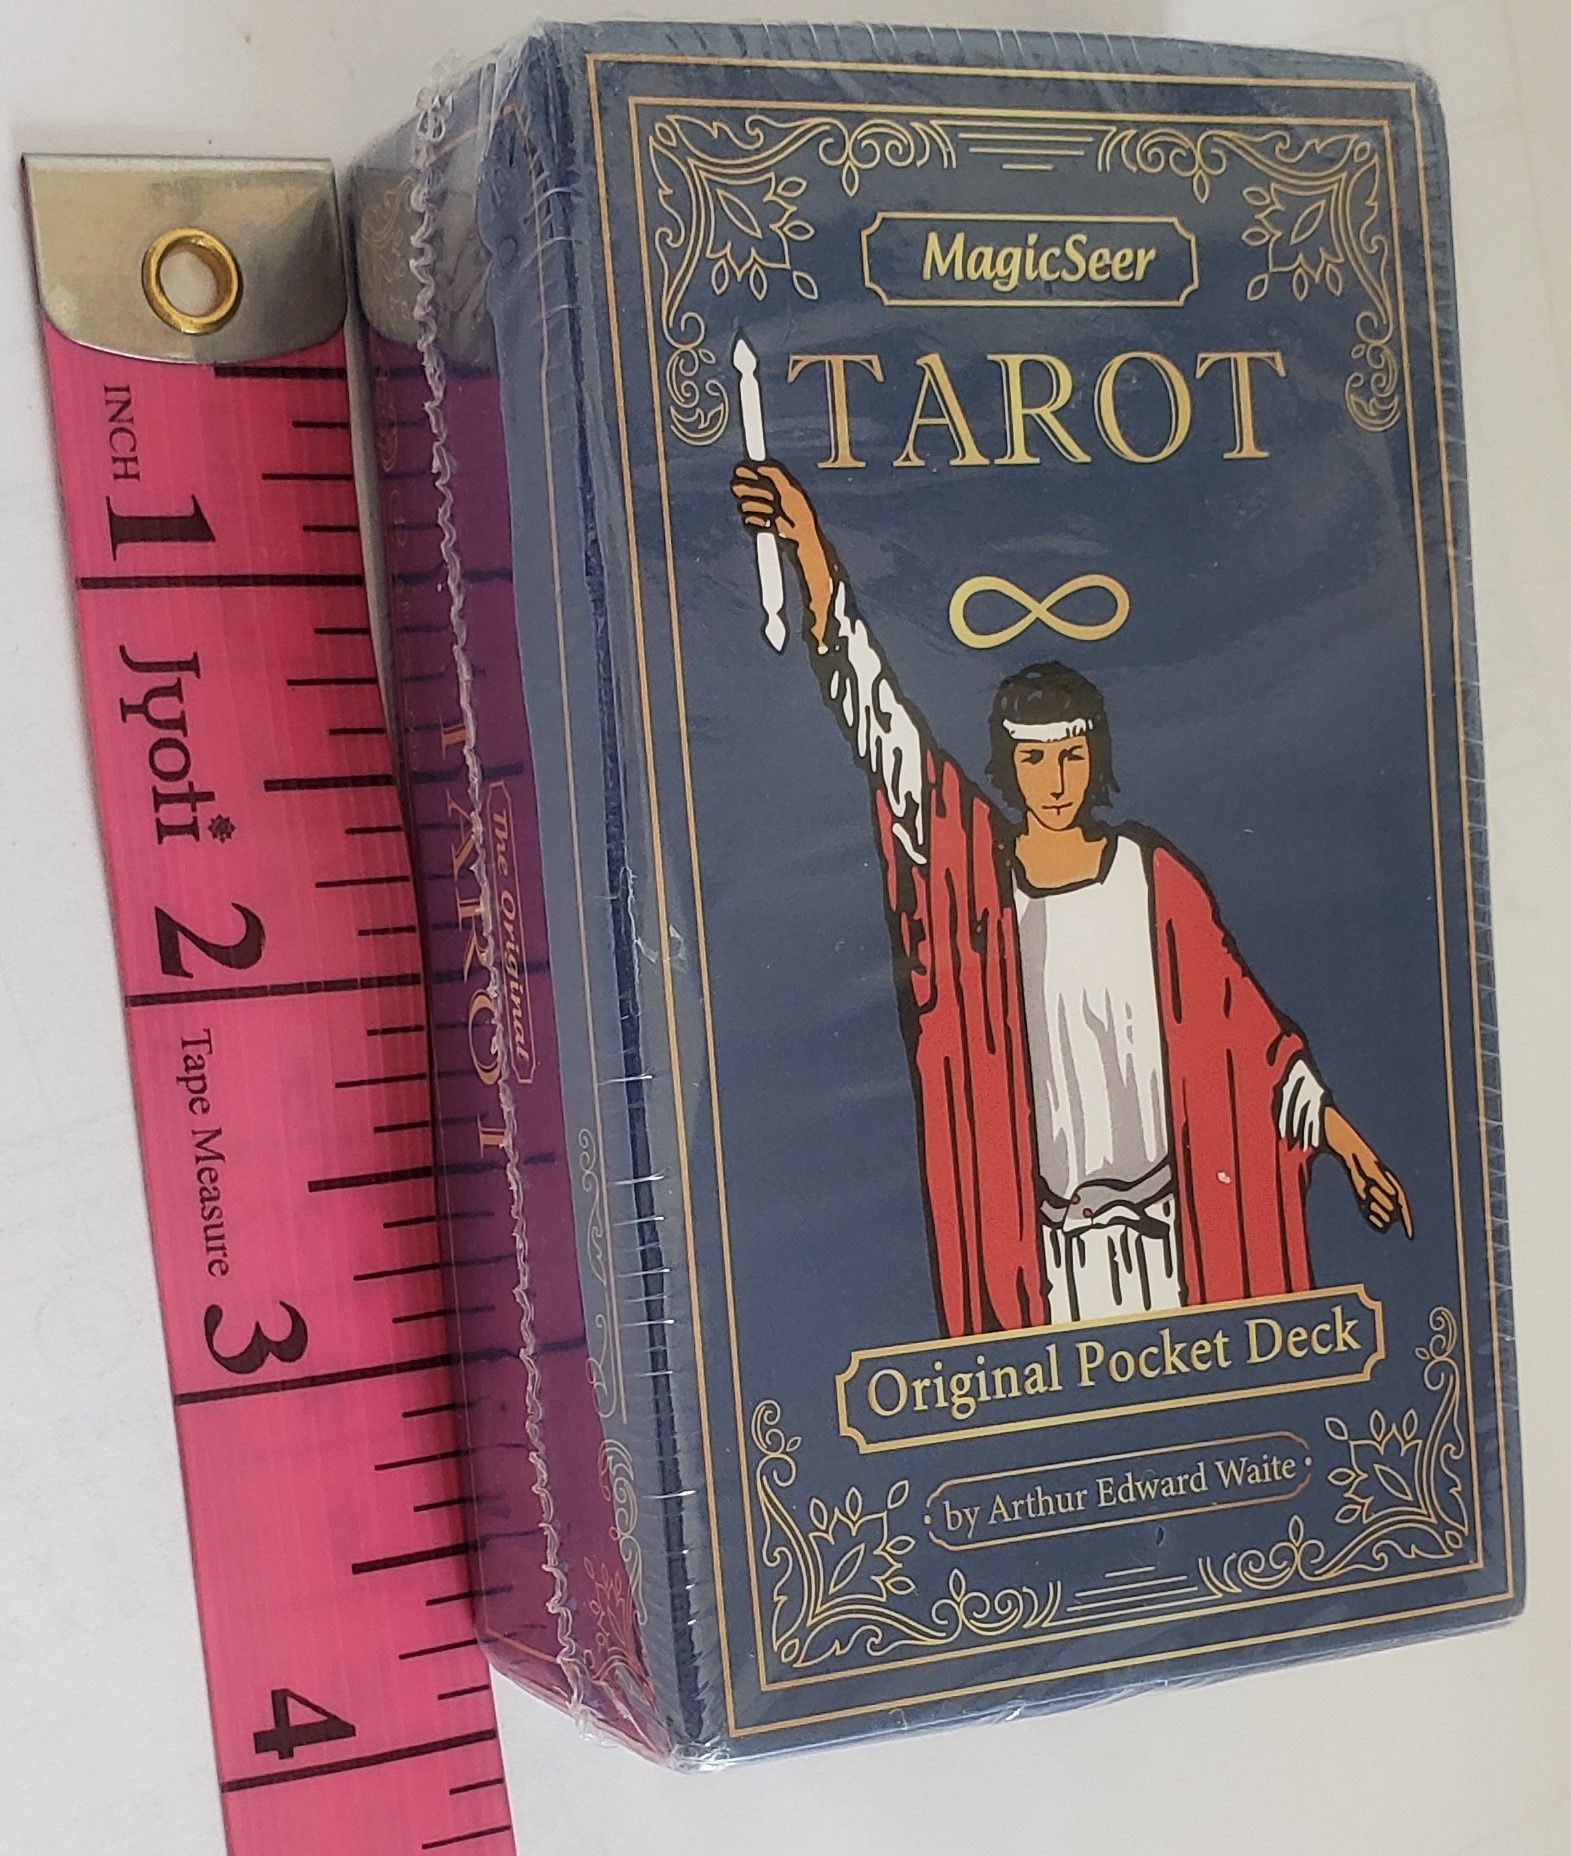 INCH
1
Jyoti
2
Tape Measure
3
4
The Original
TAROT
MagicSeer
TAROT
Original Pocket Deck
by Arthur Edward Waite